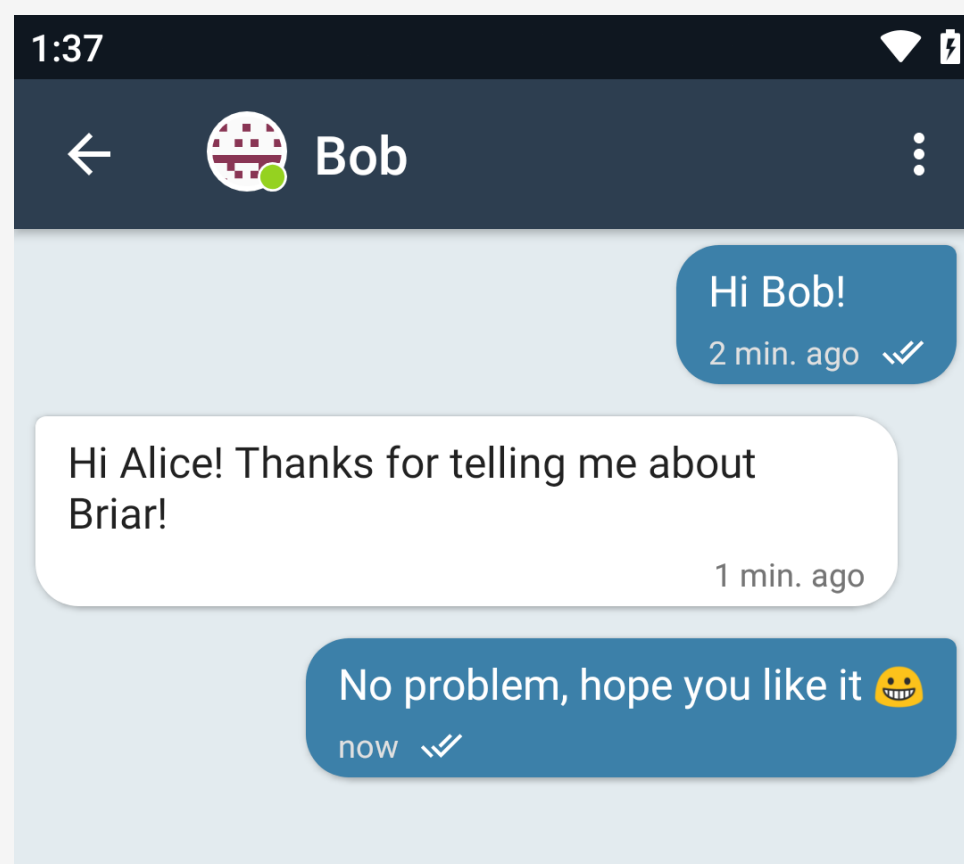 1:37
Bob
Hi Bob!
2 min. ago
Hi Alice! Thanks for telling me about
Briar!
1 min. ago
No problem, hope you like it 😀
now